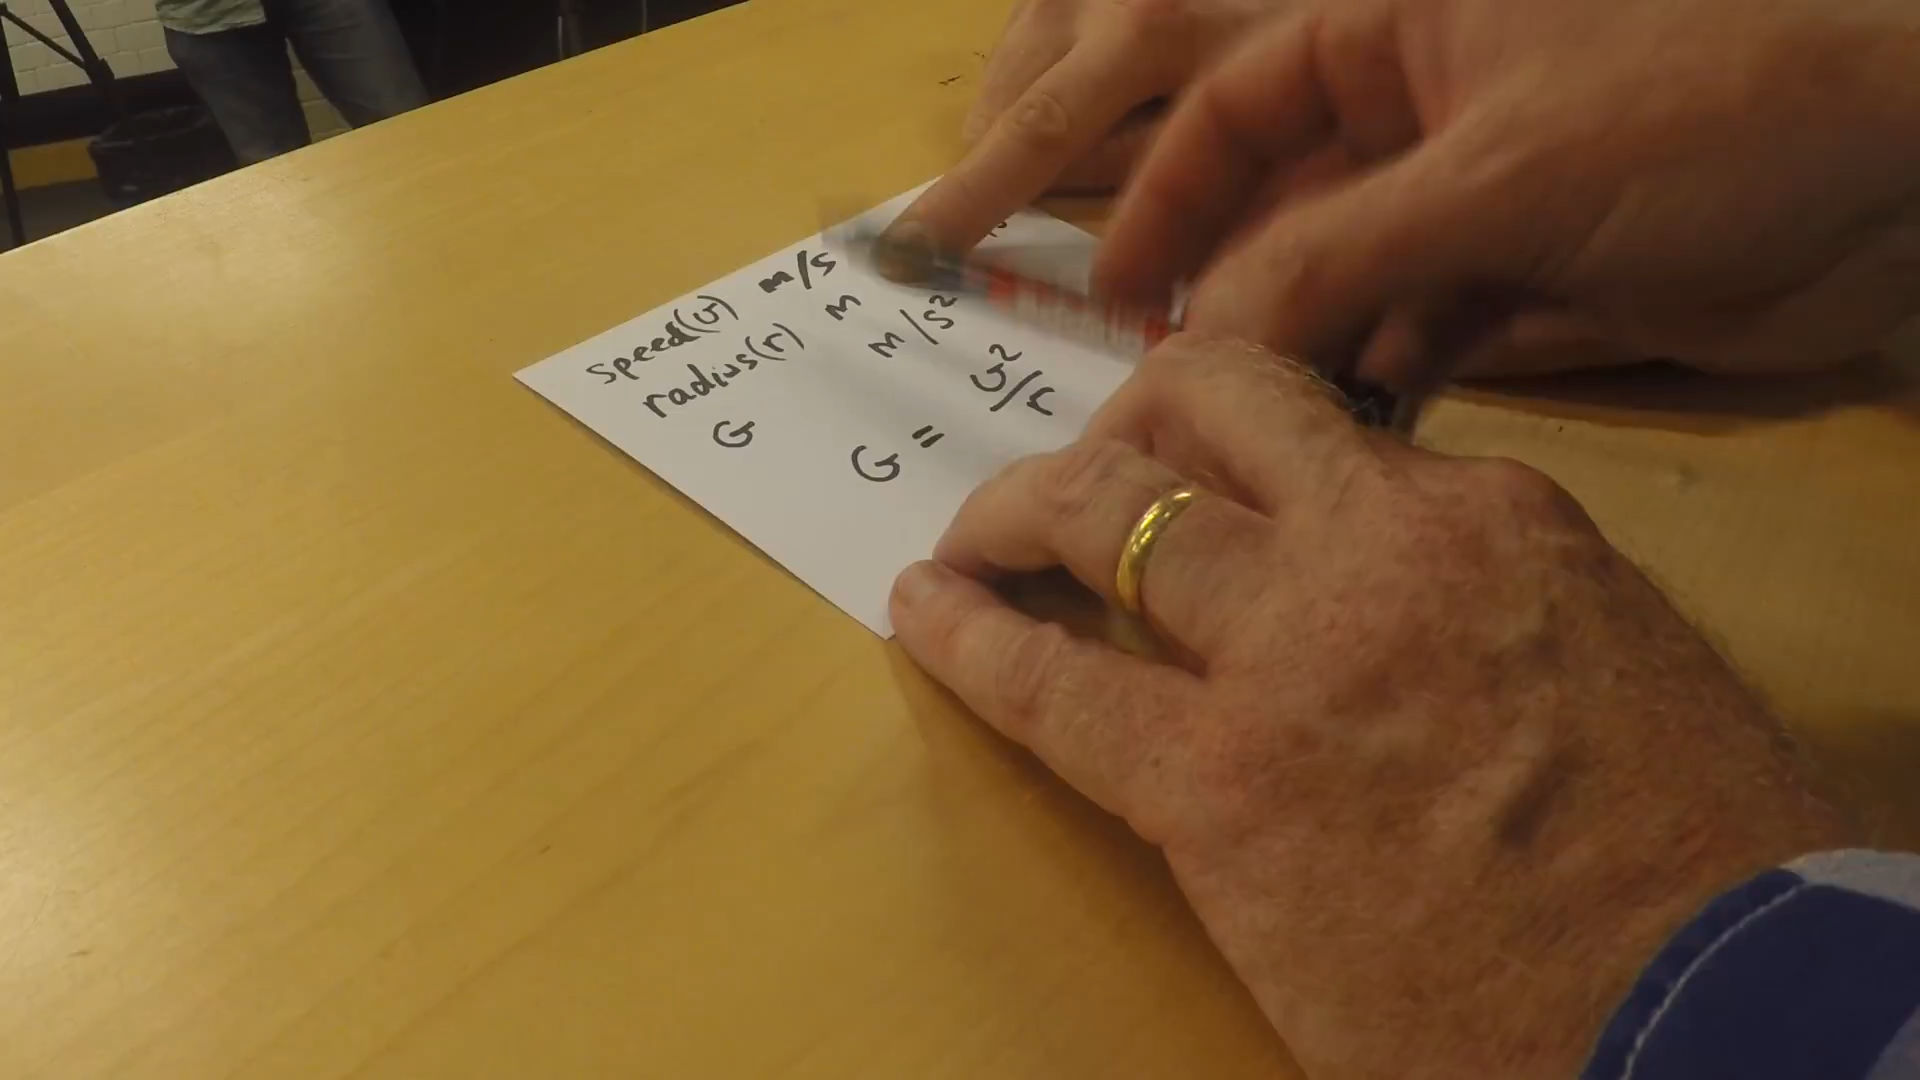 speed(v) m/s
radius(r) m
G m/s²
G = v²/r